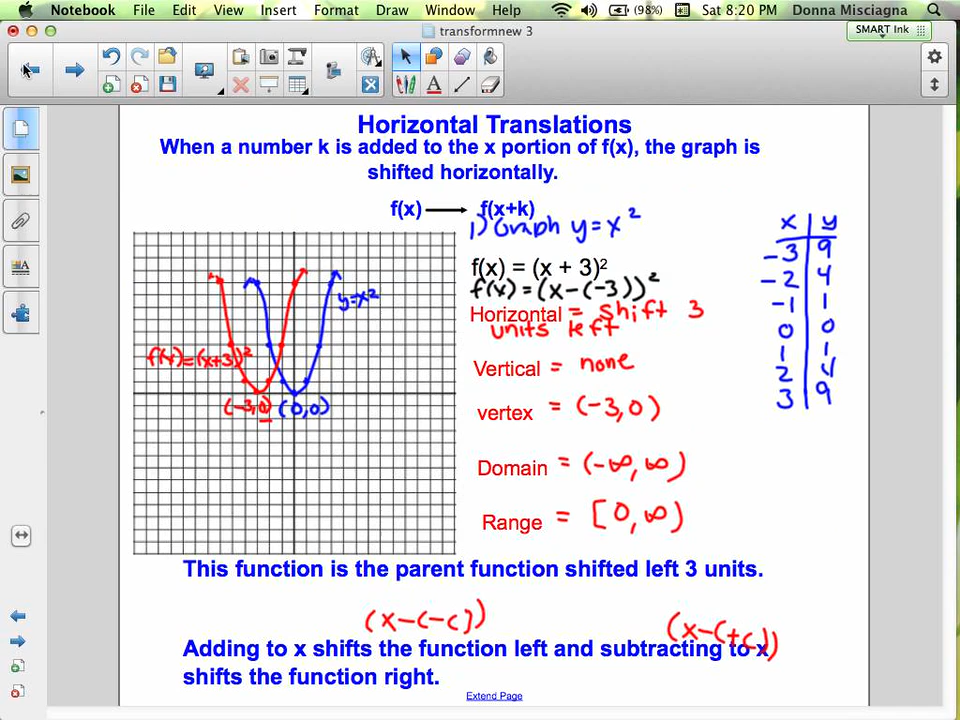 Notebook File Edit View Insert Format Draw Window Help (98%) Sat 8:20 PM Donna Misciagna
transformnew 3
SMART Ink
Horizontal Translations
When a number k is added to the x portion of f(x), the graph is
shifted horizontally.
f(x) → f(x+k)
1) Graph y=x²
f(x) = (x + 3)²
f(x)=(x-(-3))²
Horizontal = shift 3
units left
Vertical = none
vertex = (-3,0)
Domain = (-∞,∞)
Range = [0,∞)
x y
-3 9
-2 4
-1 1
0 0
1 1
2 4
3 9
y=x²
f(x)=(x+3)²
(-3,0) (0,0)
This function is the parent function shifted left 3 units.
(x-(-c)) (x-(+c))
Adding to x shifts the function left and subtracting to x
shifts the function right.
Extend Page